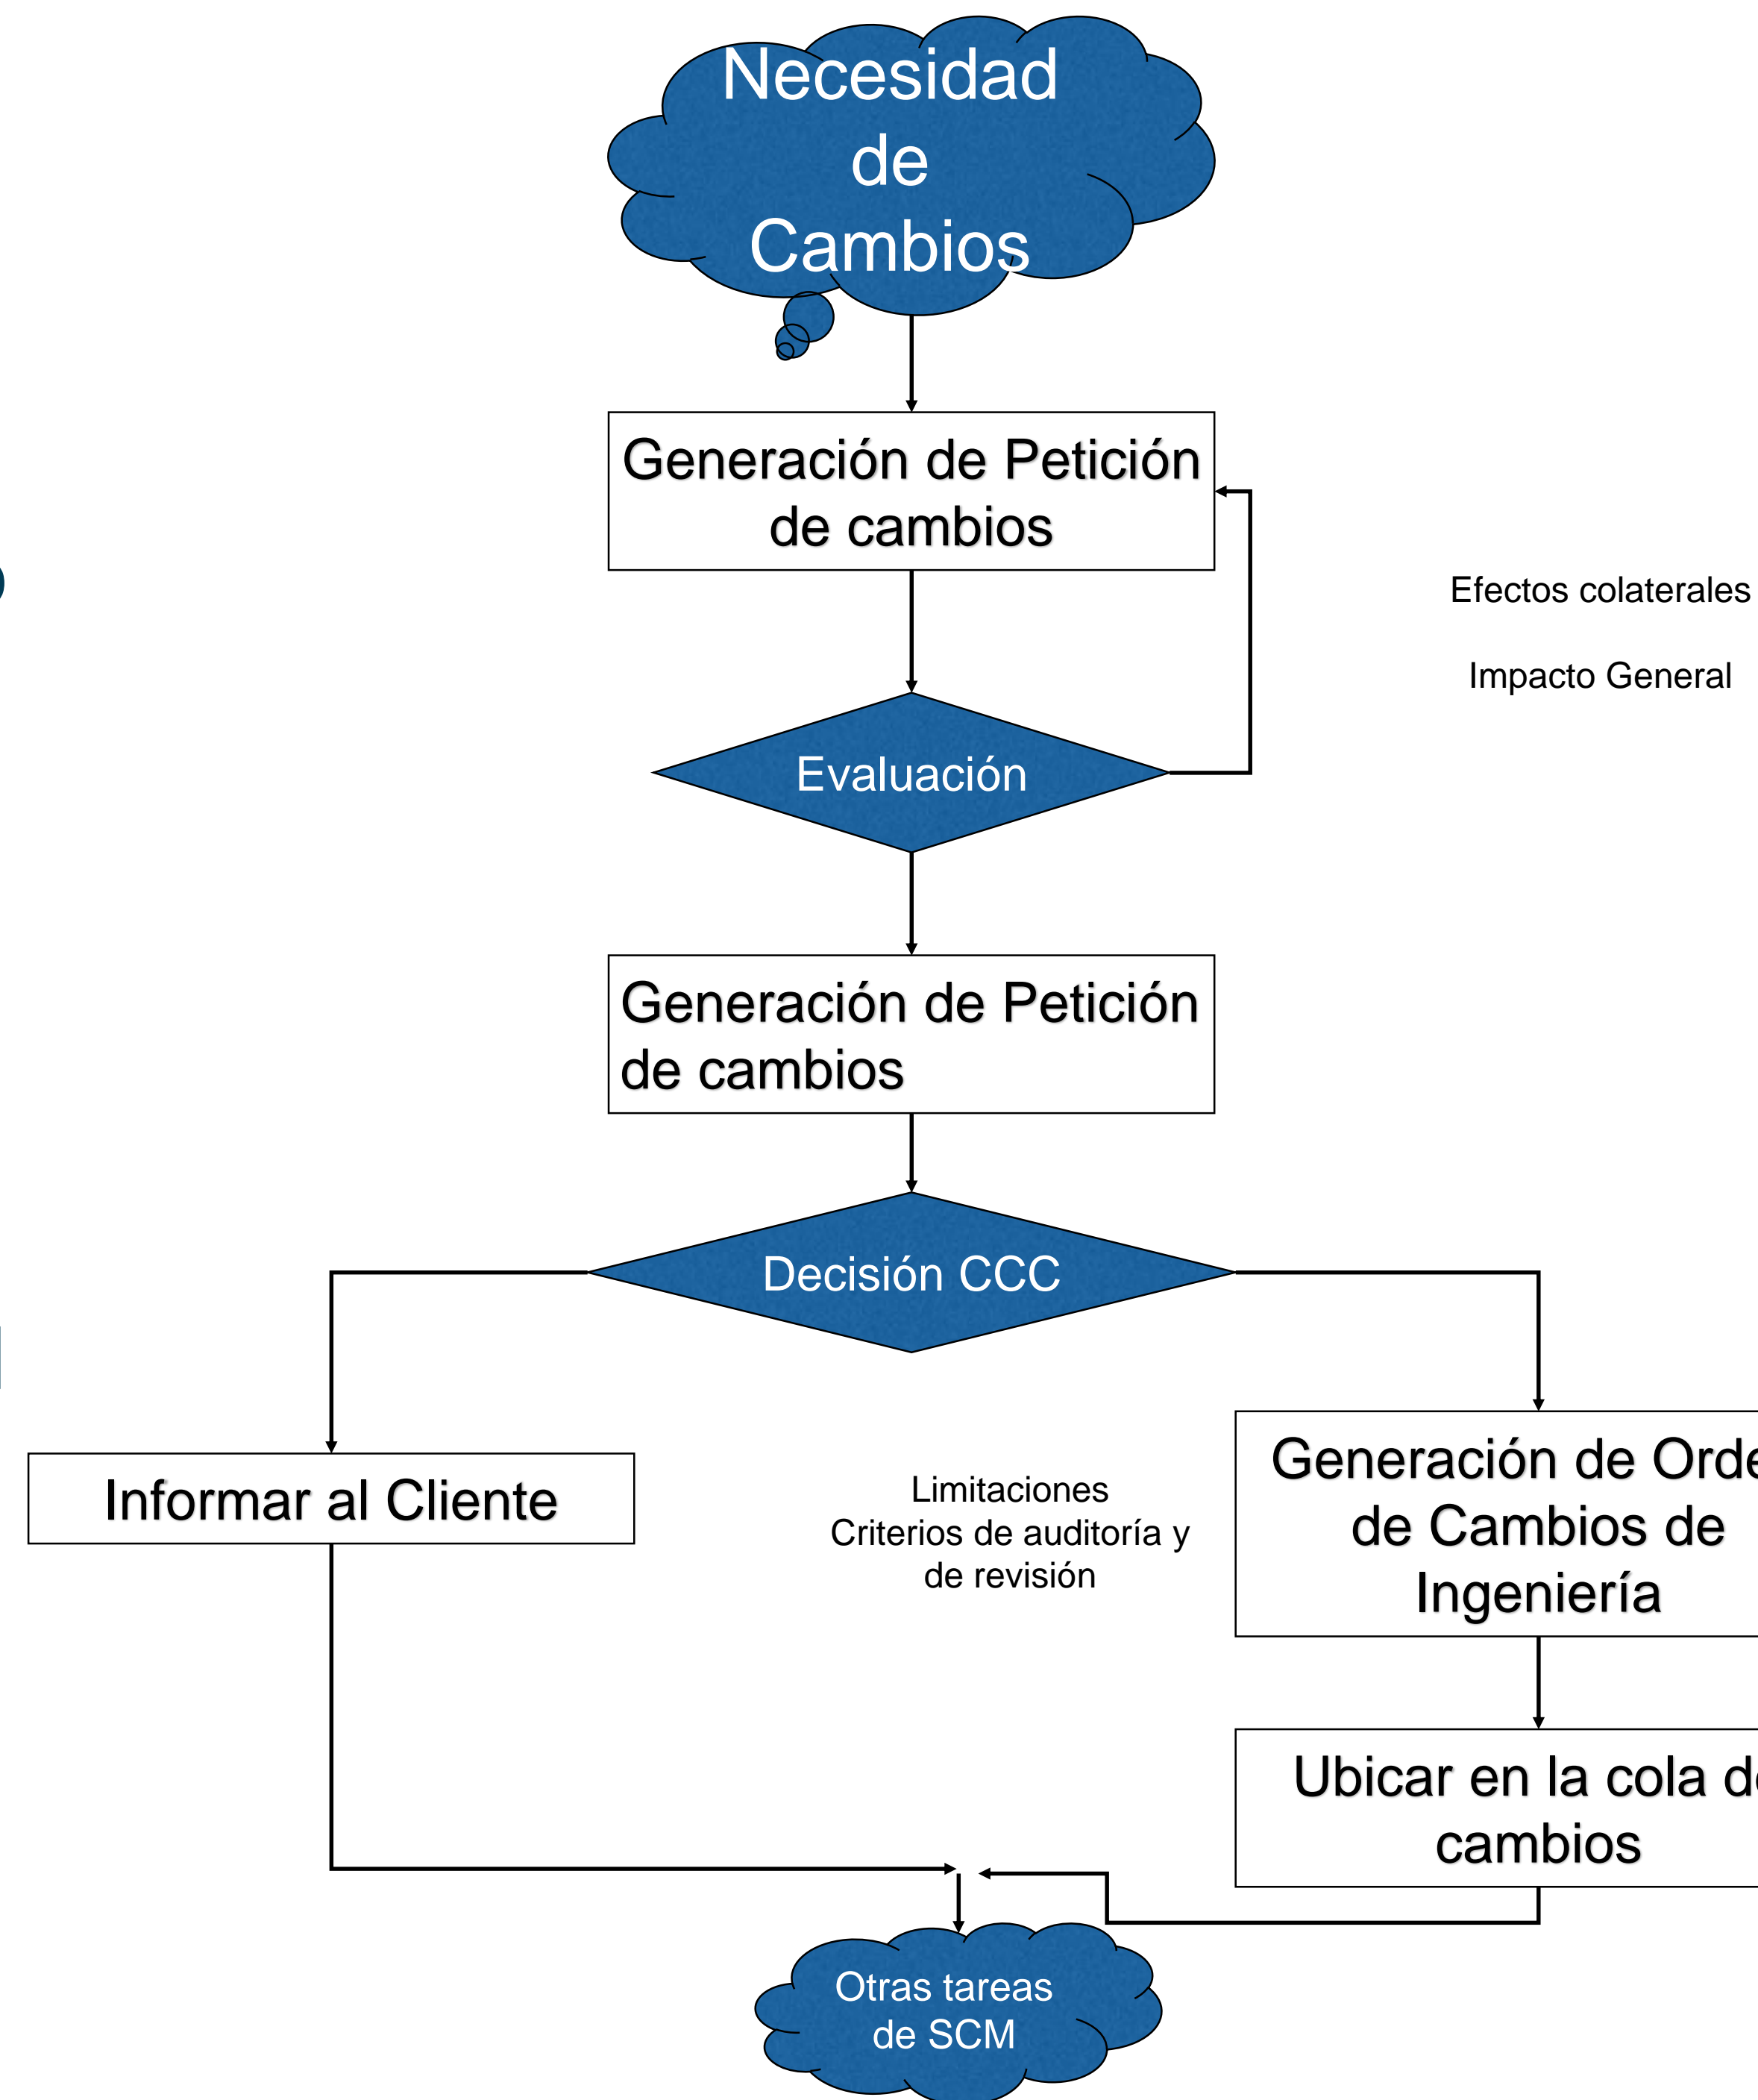 Necesidad
de
Cambios
Generación de Petición
de cambios
Efectos colaterales
Impacto General
Evaluación
Generación de Petición
de cambios
Decisión CCC
Informar al Cliente
Limitaciones
Criterios de auditoría y
de revisión
Generación de
de Cambios de
Ingeniería
Ubicar en la cola
cambios
Otras tareas
de SCM